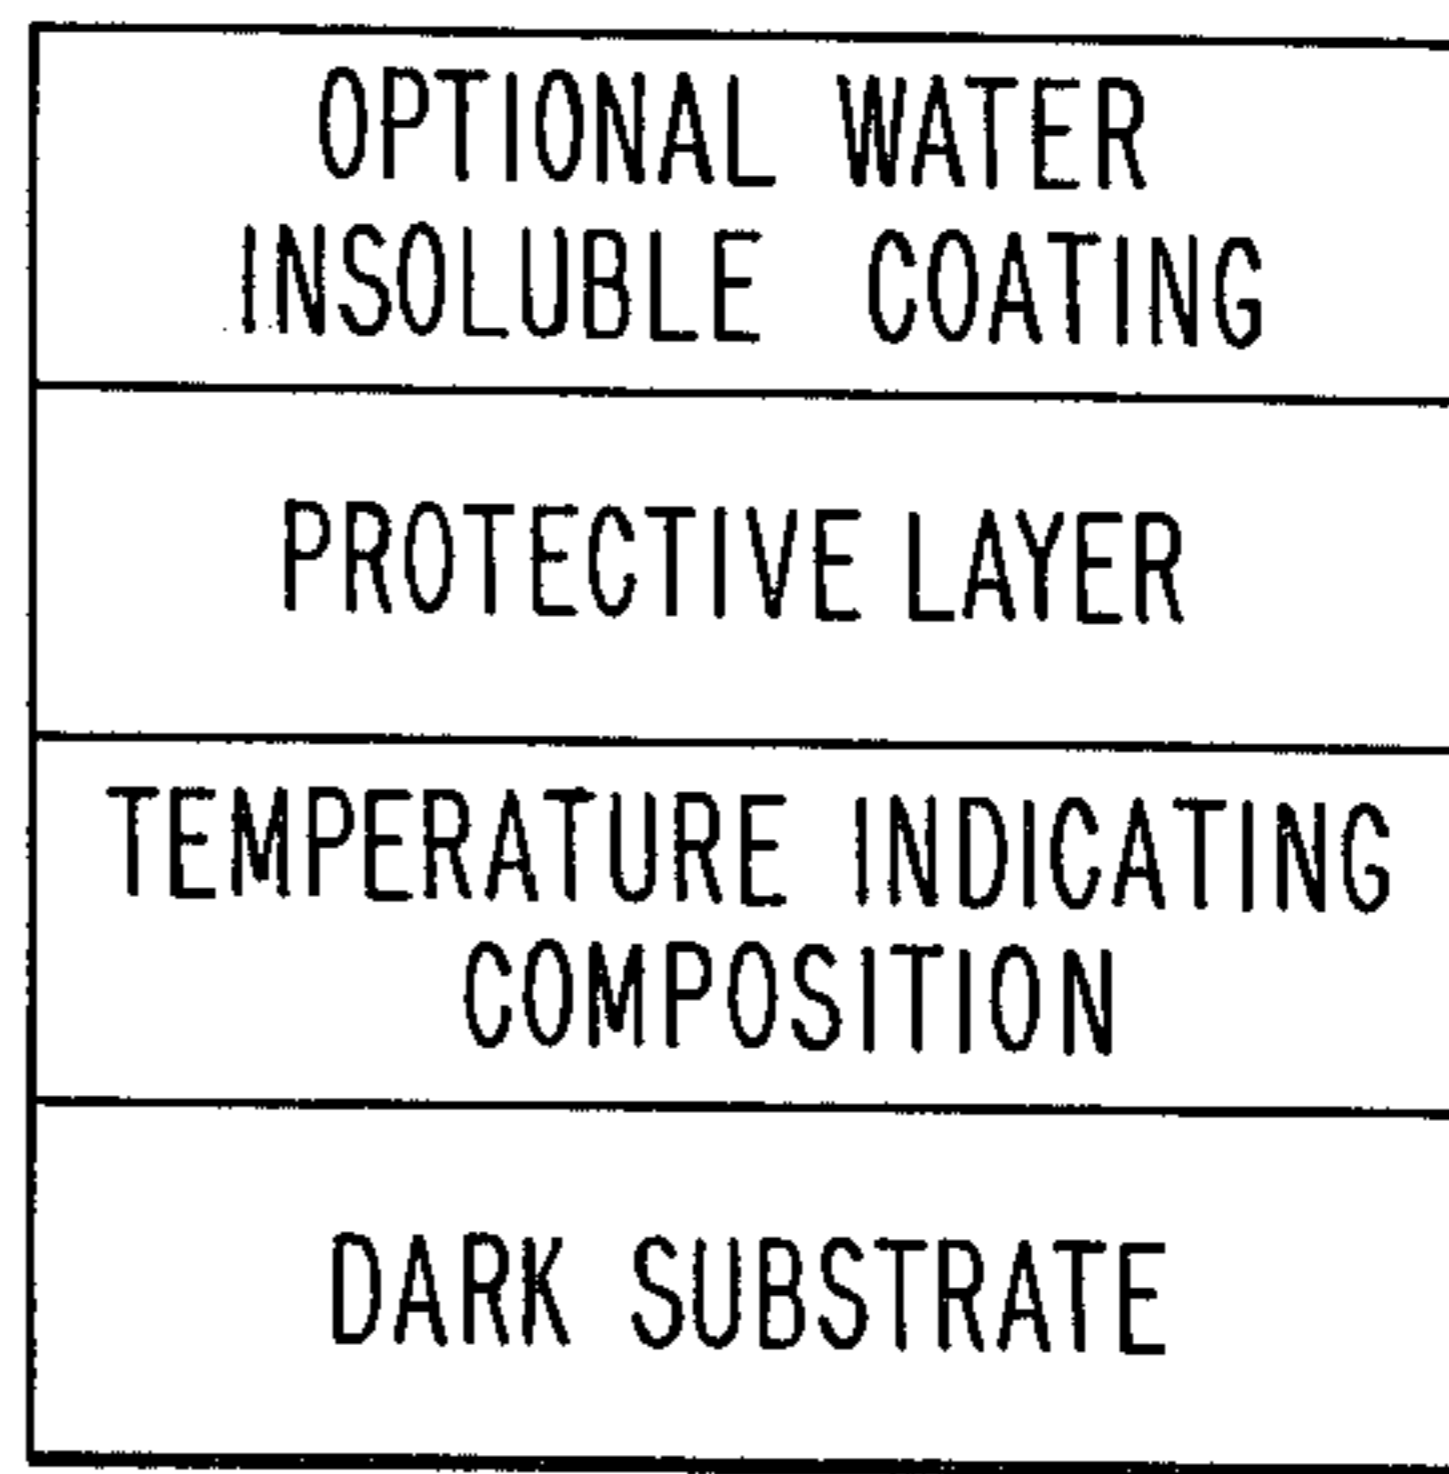 OPTIONAL WATER
INSOLUBLE COATING
PROTECTIVE LAYER
TEMPERATURE INDICATING
COMPOSITION
DARK SUBSTRATE